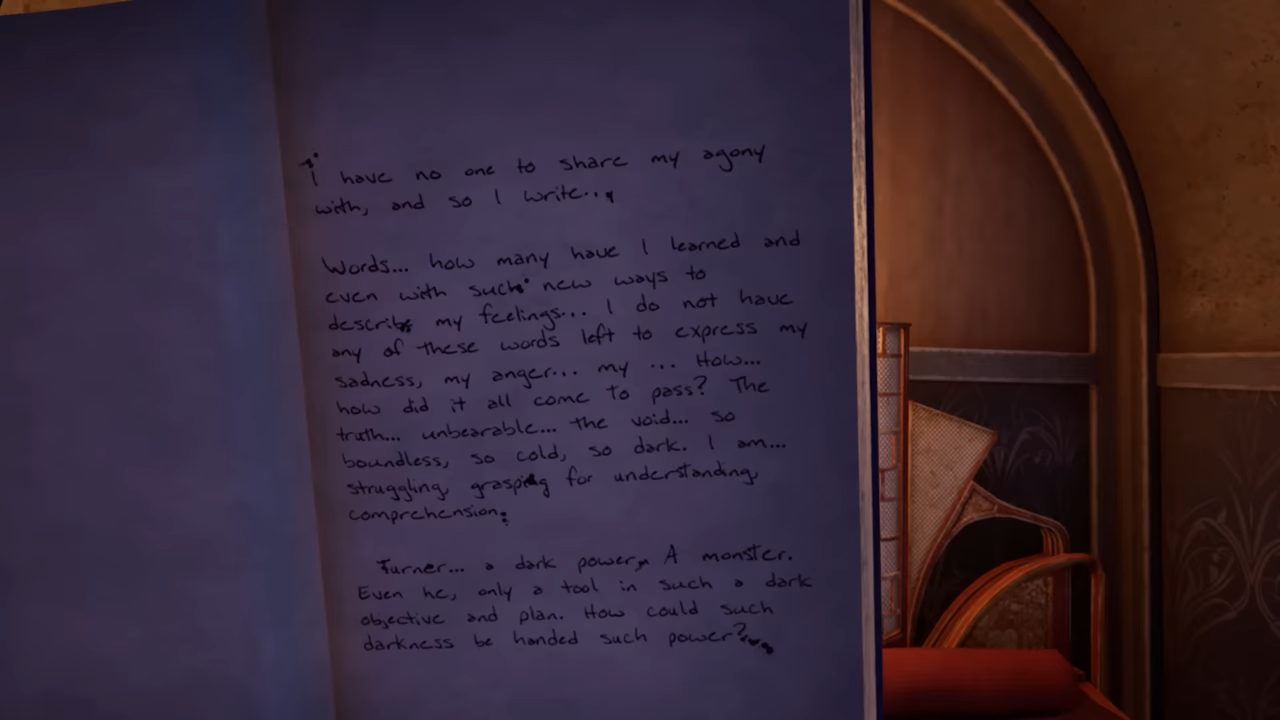 I have no one to share my agony
with, and so I write...
Words... how many have I learned and
even with such new ways to
describe my feelings... I do not have
any of these words left to express my
sadness, my anger... my ... How...
how did it all come to pass? The
truth... unbearable... the void... so
boundless, so cold, so dark. I am...
struggling, grasping for understanding,
comprehension.
Turner... a dark power. A monster.
Even he, only a tool in such a dark
objective and plan. How could such
darkness be handed such power?